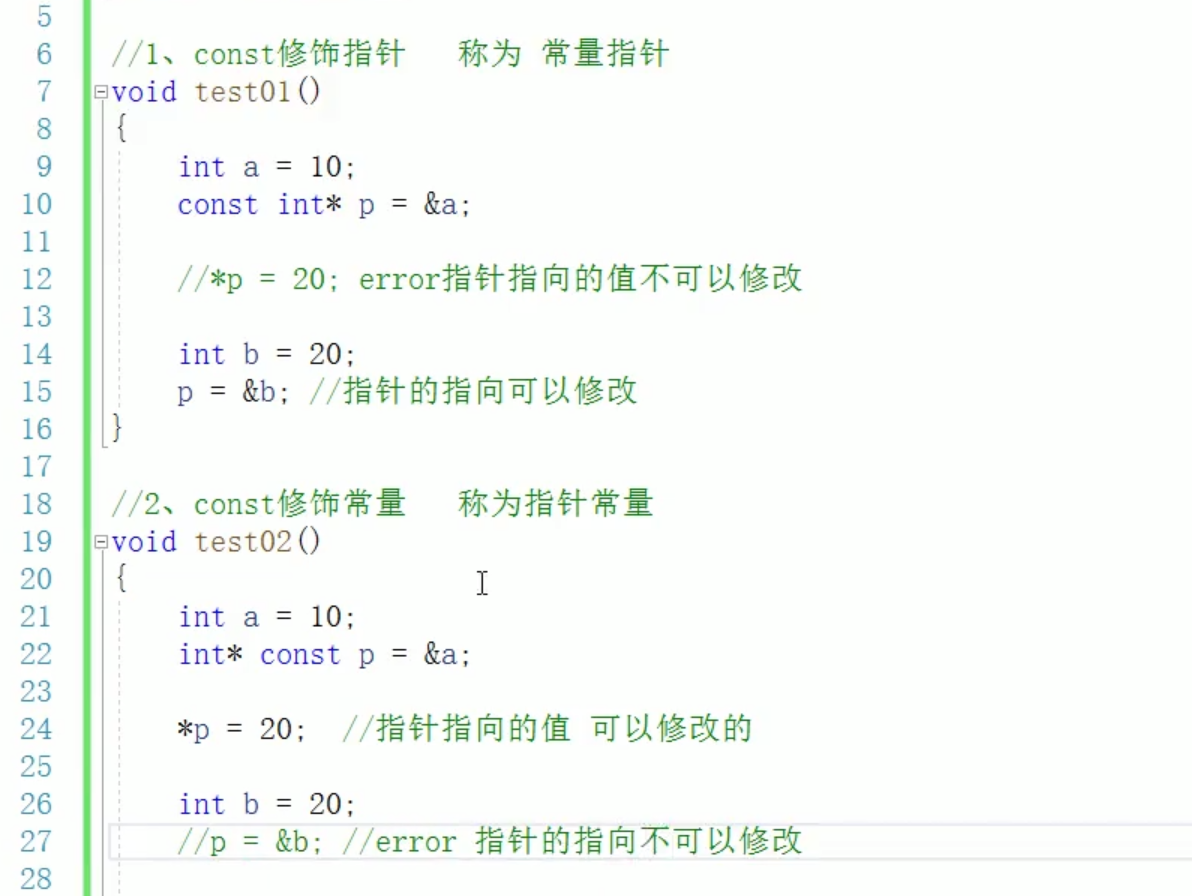 5
6 //1、const修饰指针 称为 常量指针
7 void test01()
8 {
9 int a = 10;
10 const int* p = &a;
11
12 //*p = 20; error指针指向的值不可以修改
13
14 int b = 20;
15 p = &b; //指针的指向可以修改
16 }
17
18 //2、const修饰常量 称为指针常量
19 void test02()
20 {
21 int a = 10;
22 int* const p = &a;
23
24 *p = 20; //指针指向的值 可以修改的
25
26 int b = 20;
27 //p = &b; //error 指针的指向不可以修改
28